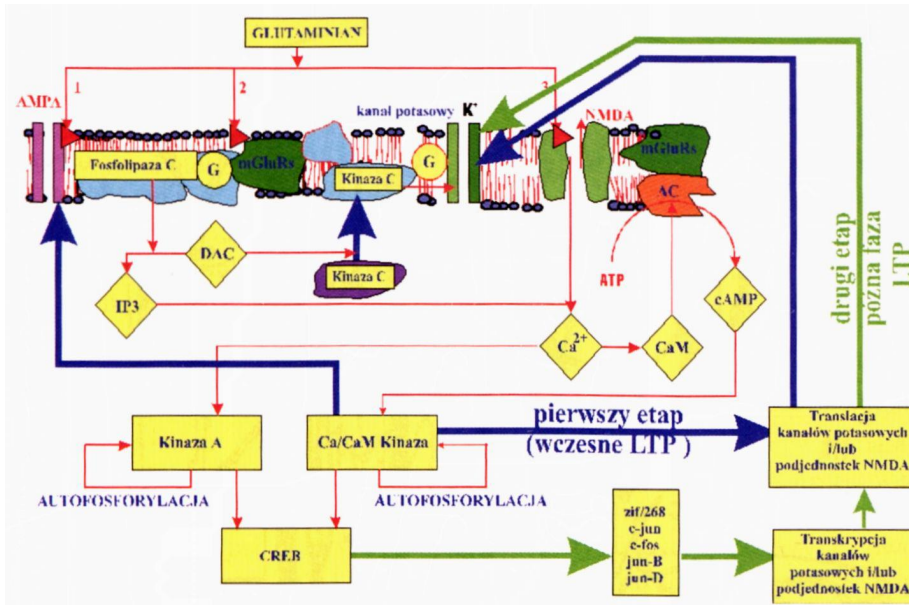 GLUTAMINIAN
1
2
3
AMPA
kanał potasowy
K+
NMDA
Fosfolipaza C
G
mGluRs
Kinaza C
G
mGluRs
AC
DAC
Kinaza C
ATP
IP3
cAMP
Ca2+
CaM
drugi etap
późna faza
LTP
Kinaza A
Ca/CaM Kinaza
pierwszy etap
(wczesne LTP )
Translacja
kanałów potasowych
i/lub
podjednostek NMDA
AUTOFOSFORYLACJA
AUTOFOSFORYLACJA
CREB
zif/268
c-jun
c-fos
jun-B
jun-D
Transkrypcja
kanałów
potasowych i/lub
podjednostek NMDA